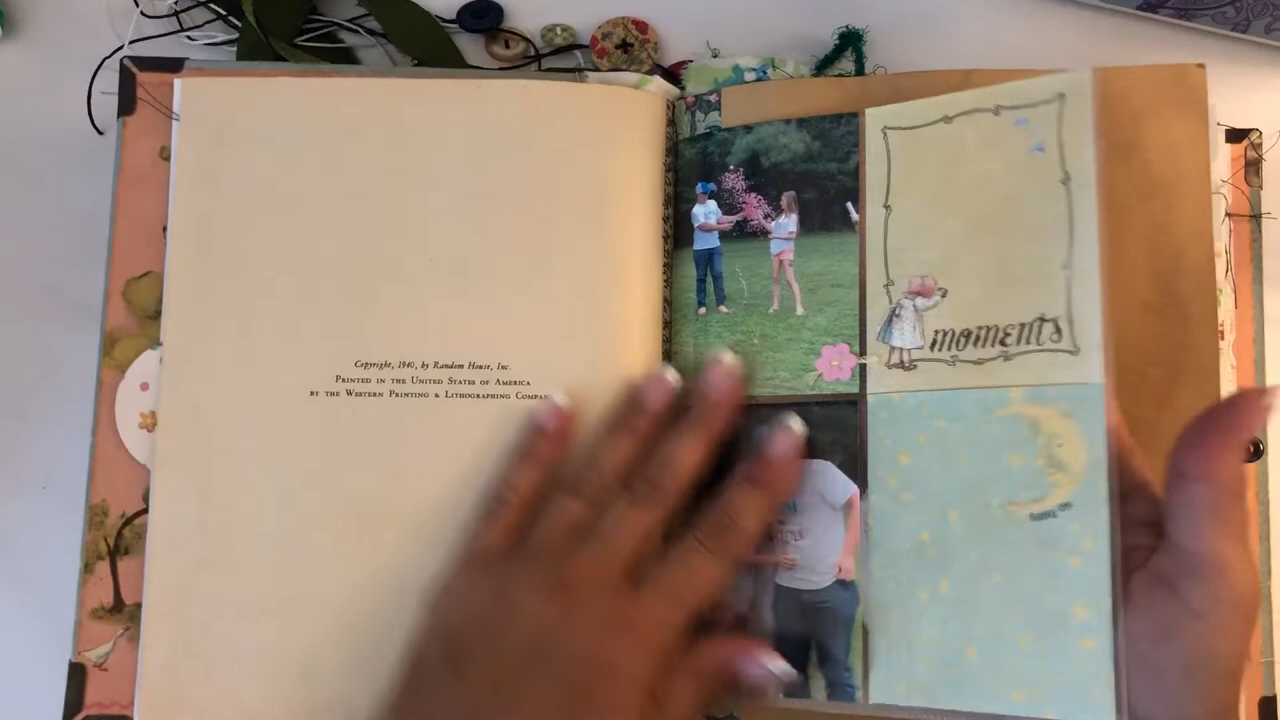 Copyright, 1940, by Random House, Inc.
Printed in the United States of America
by the Western Printing & Lithographing Compan
moments